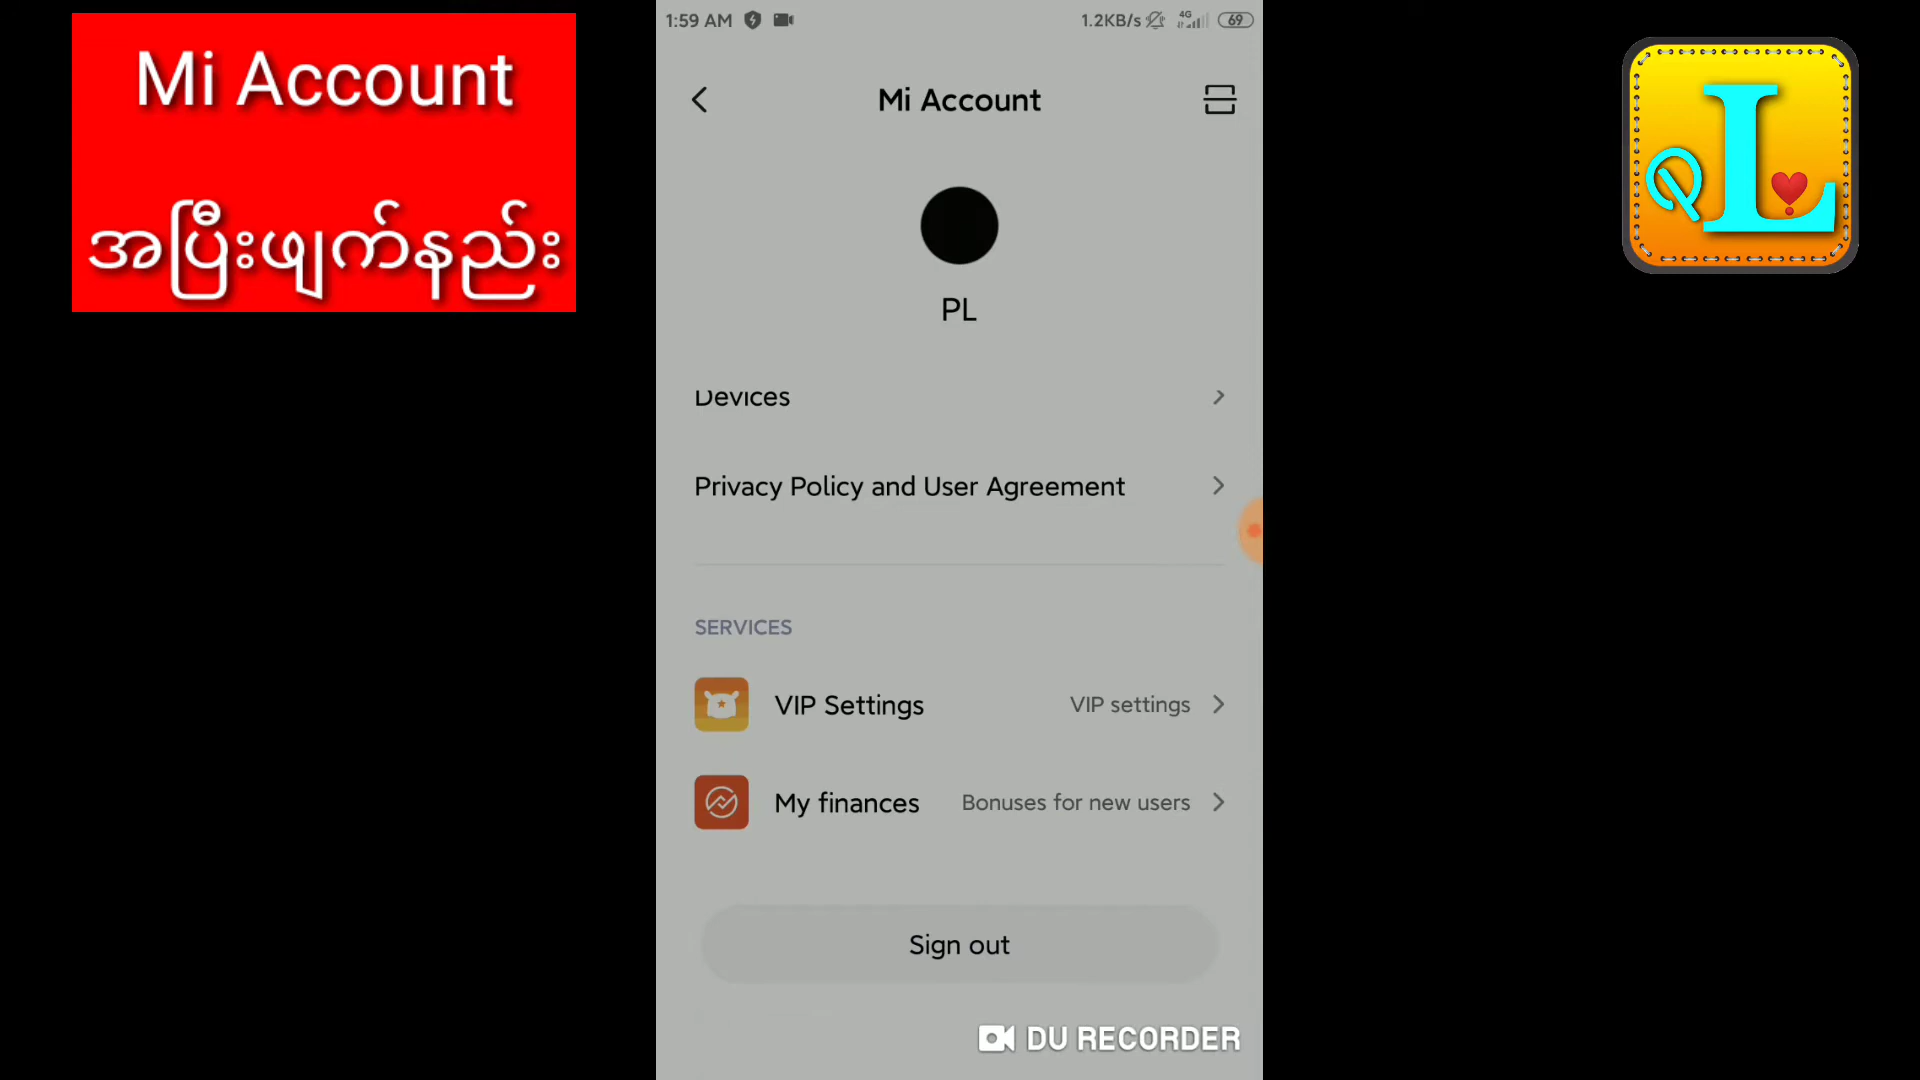 Mi Account
အပြီးဖျက်နည်း
1:59 AM
1.2KB/s 4G 69
Mi Account
PL
Devices
Privacy Policy and User Agreement
SERVICES
VIP Settings VIP settings
My finances Bonuses for new users
Sign out
DU RECORDER
QL